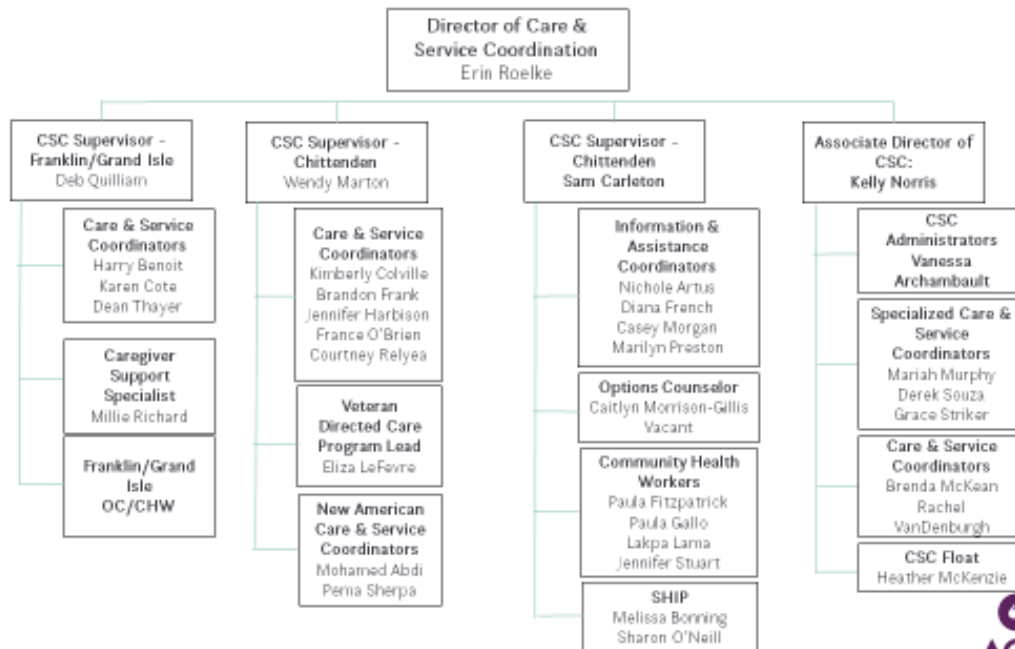 Director of Care &
Service Coordination
Erin Roelke
CSC Supervisor -
Franklin/Grand Isle
Deb Quilliam
Care & Service
Coordinators
Harry Benoit
Karen Cote
Dean Thayer
Caregiver
Support
Specialist
Millie Richard
Franklin/Grand
Isle
OC/CHW
CSC Supervisor -
Chittenden
Wendy Marton
Care & Service
Coordinators
Kimberly Colville
Brandon Frank
Jennifer Harbison
France O'Brien
Courtney Relyea
Veteran
Directed Care
Program Lead
Eliza LeFevre
New American
Care & Service
Coordinators
Mohamed Abdi
Pema Sherpa
CSC Supervisor -
Chittenden
Sam Carleton
Information &
Assistance
Coordinators
Nichole Artus
Diana French
Casey Morgan
Marilyn Preston
Options Counselor
Caitlyn Morrison-Gillis
Vacant
Community Health
Workers
Paula Fitzpatrick
Paula Gallo
Lakpa Lama
Jennifer Stuart
SHIP
Melissa Bonning
Sharon O'Neill
Associate Director of
CSC:
Kelly Norris
CSC
Administrators
Vanessa
Archambault
Specialized Care &
Service
Coordinators
Mariah Murphy
Derek Souza
Grace Striker
Care & Service
Coordinators
Brenda McKean
Rachel
VanDenburgh
CSC Float
Heather McKenzie